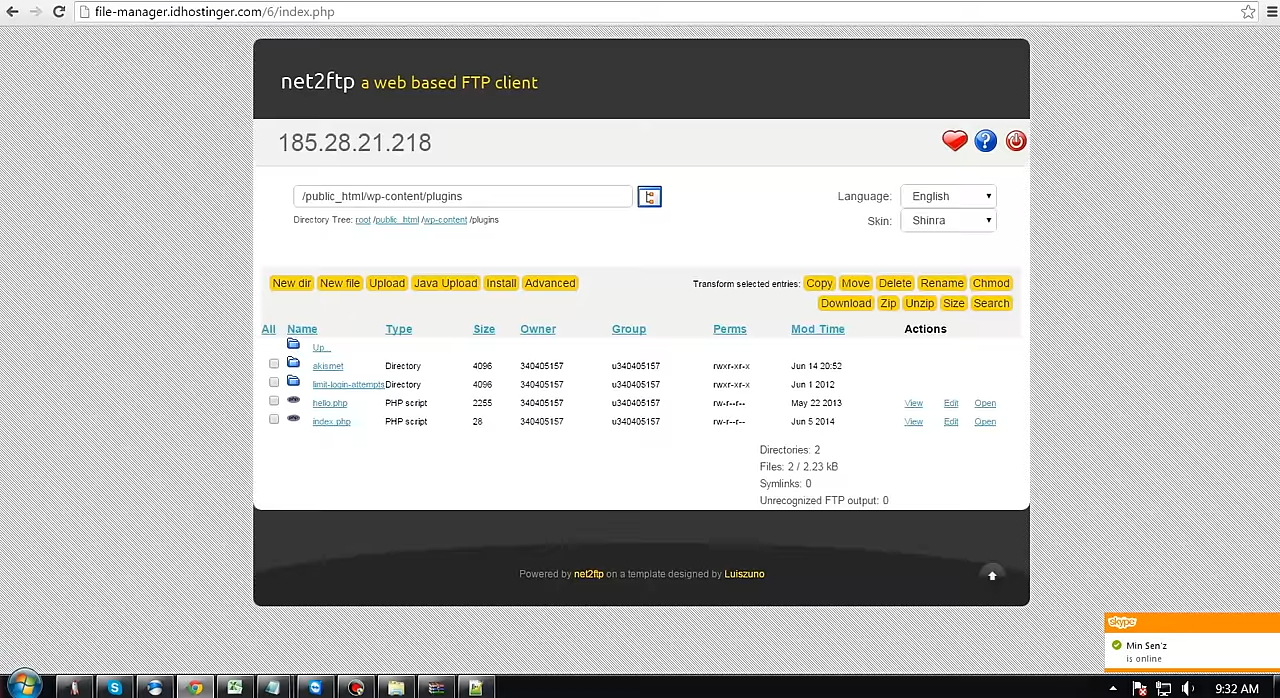 file-manager.idhostinger.com/6/index.php
net2ftp a web based FTP client
185.28.21.218
/public_html/wp-content/plugins
Language: English
Directory Tree: root /public_html /wp-content /plugins
Skin: Shinra
New dir New file Upload Java Upload Install Advanced
Transform selected entries: Copy Move Delete Rename Chmod
Download Zip Unzip Size Search
All Name Type Size Owner Group Perms Mod Time Actions
Up ..
akismet Directory 4096 340405157 u340405157 rwxr-xr-x Jun 14 20:52
limit-login-attempts Directory 4096 340405157 u340405157 rwxr-xr-x Jun 1 2012
hello.php PHP script 2255 340405157 u340405157 rw-r--r-- May 22 2013 View Edit Open
index.php PHP script 28 340405157 u340405157 rw-r--r-- Jun 5 2014 View Edit Open
Directories: 2
Files: 2 / 2.23 kB
Symlinks: 0
Unrecognized FTP output: 0
Powered by net2ftp on a template designed by Luiszuno
skype
Min Sen'z
is online
9:32 AM